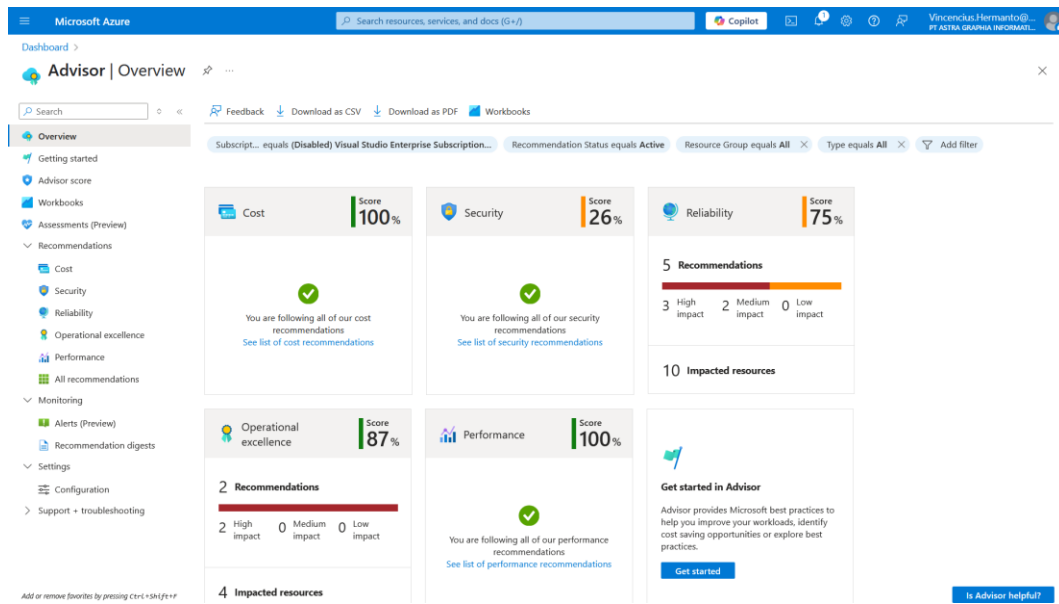 Microsoft Azure
Search resources, services, and docs (G+/)
Copilot
1
Vincencius.Hermanto@...
PT ASTRA GRAPHIA INFORMATI...
Dashboard >
Advisor | Overview
...
Search
Feedback
Download as CSV
Download as PDF
Workbooks
Overview
Getting started
Advisor score
Workbooks
Assessments (Preview)
Recommendations
Cost
Security
Reliability
Operational excellence
Performance
All recommendations
Monitoring
Alerts (Preview)
Recommendation digests
Settings
Configuration
Support + troubleshooting
Add or remove favorites by pressing Ctrl+Shift+F
Subscript... equals (Disabled) Visual Studio Enterprise Subscription...
Recommendation Status equals Active
Resource Group equals All
Type equals All
Add filter
Cost
Score
100%
You are following all of our cost
recommendations
See list of cost recommendations
Security
Score
26%
You are following all of our security
recommendations
See list of security recommendations
Reliability
Score
75%
5 Recommendations
3 High impact
2 Medium impact
0 Low impact
10 Impacted resources
Operational
excellence
Score
87%
2 Recommendations
2 High impact
0 Medium impact
0 Low impact
4 Impacted resources
Performance
Score
100%
You are following all of our performance
recommendations
See list of performance recommendations
Get started in Advisor
Advisor provides Microsoft best practices to
help you improve your workloads, identify
cost saving opportunities or explore best
practices.
Get started
Is Advisor helpful?